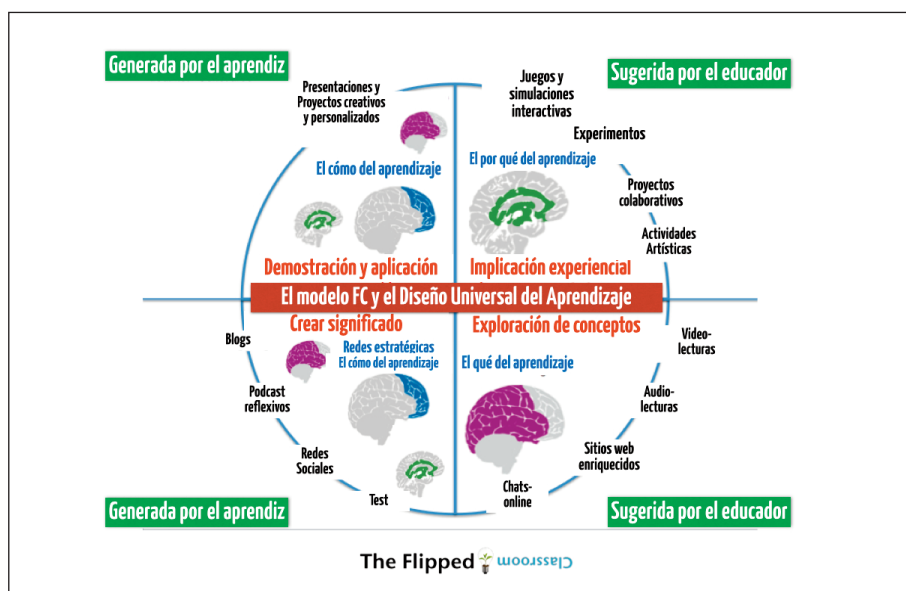 Generada por el aprendiz
Sugerida por el educador
Presentaciones y
Proyectos creativos
y personalizados
Juegos y
simulaciones
interactivas
Experimentos
El cómo del aprendizaje
El por qué del aprendizaje
Proyectos
colaborativos
Actividades
Artísticas
Demostración y aplicación
Implicación experiencial
El modelo FC y el Diseño Universal del Aprendizaje
Crear significado
Exploración de conceptos
Blogs
Redes estratégicas
El cómo del aprendizaje
El qué del aprendizaje
Video-
lecturas
Podcast
reflexivos
Audio-
lecturas
Redes
Sociales
Sitios web
enriquecidos
Test
Chats-
online
Generada por el aprendiz
Sugerida por el educador
The Flipped Classroom